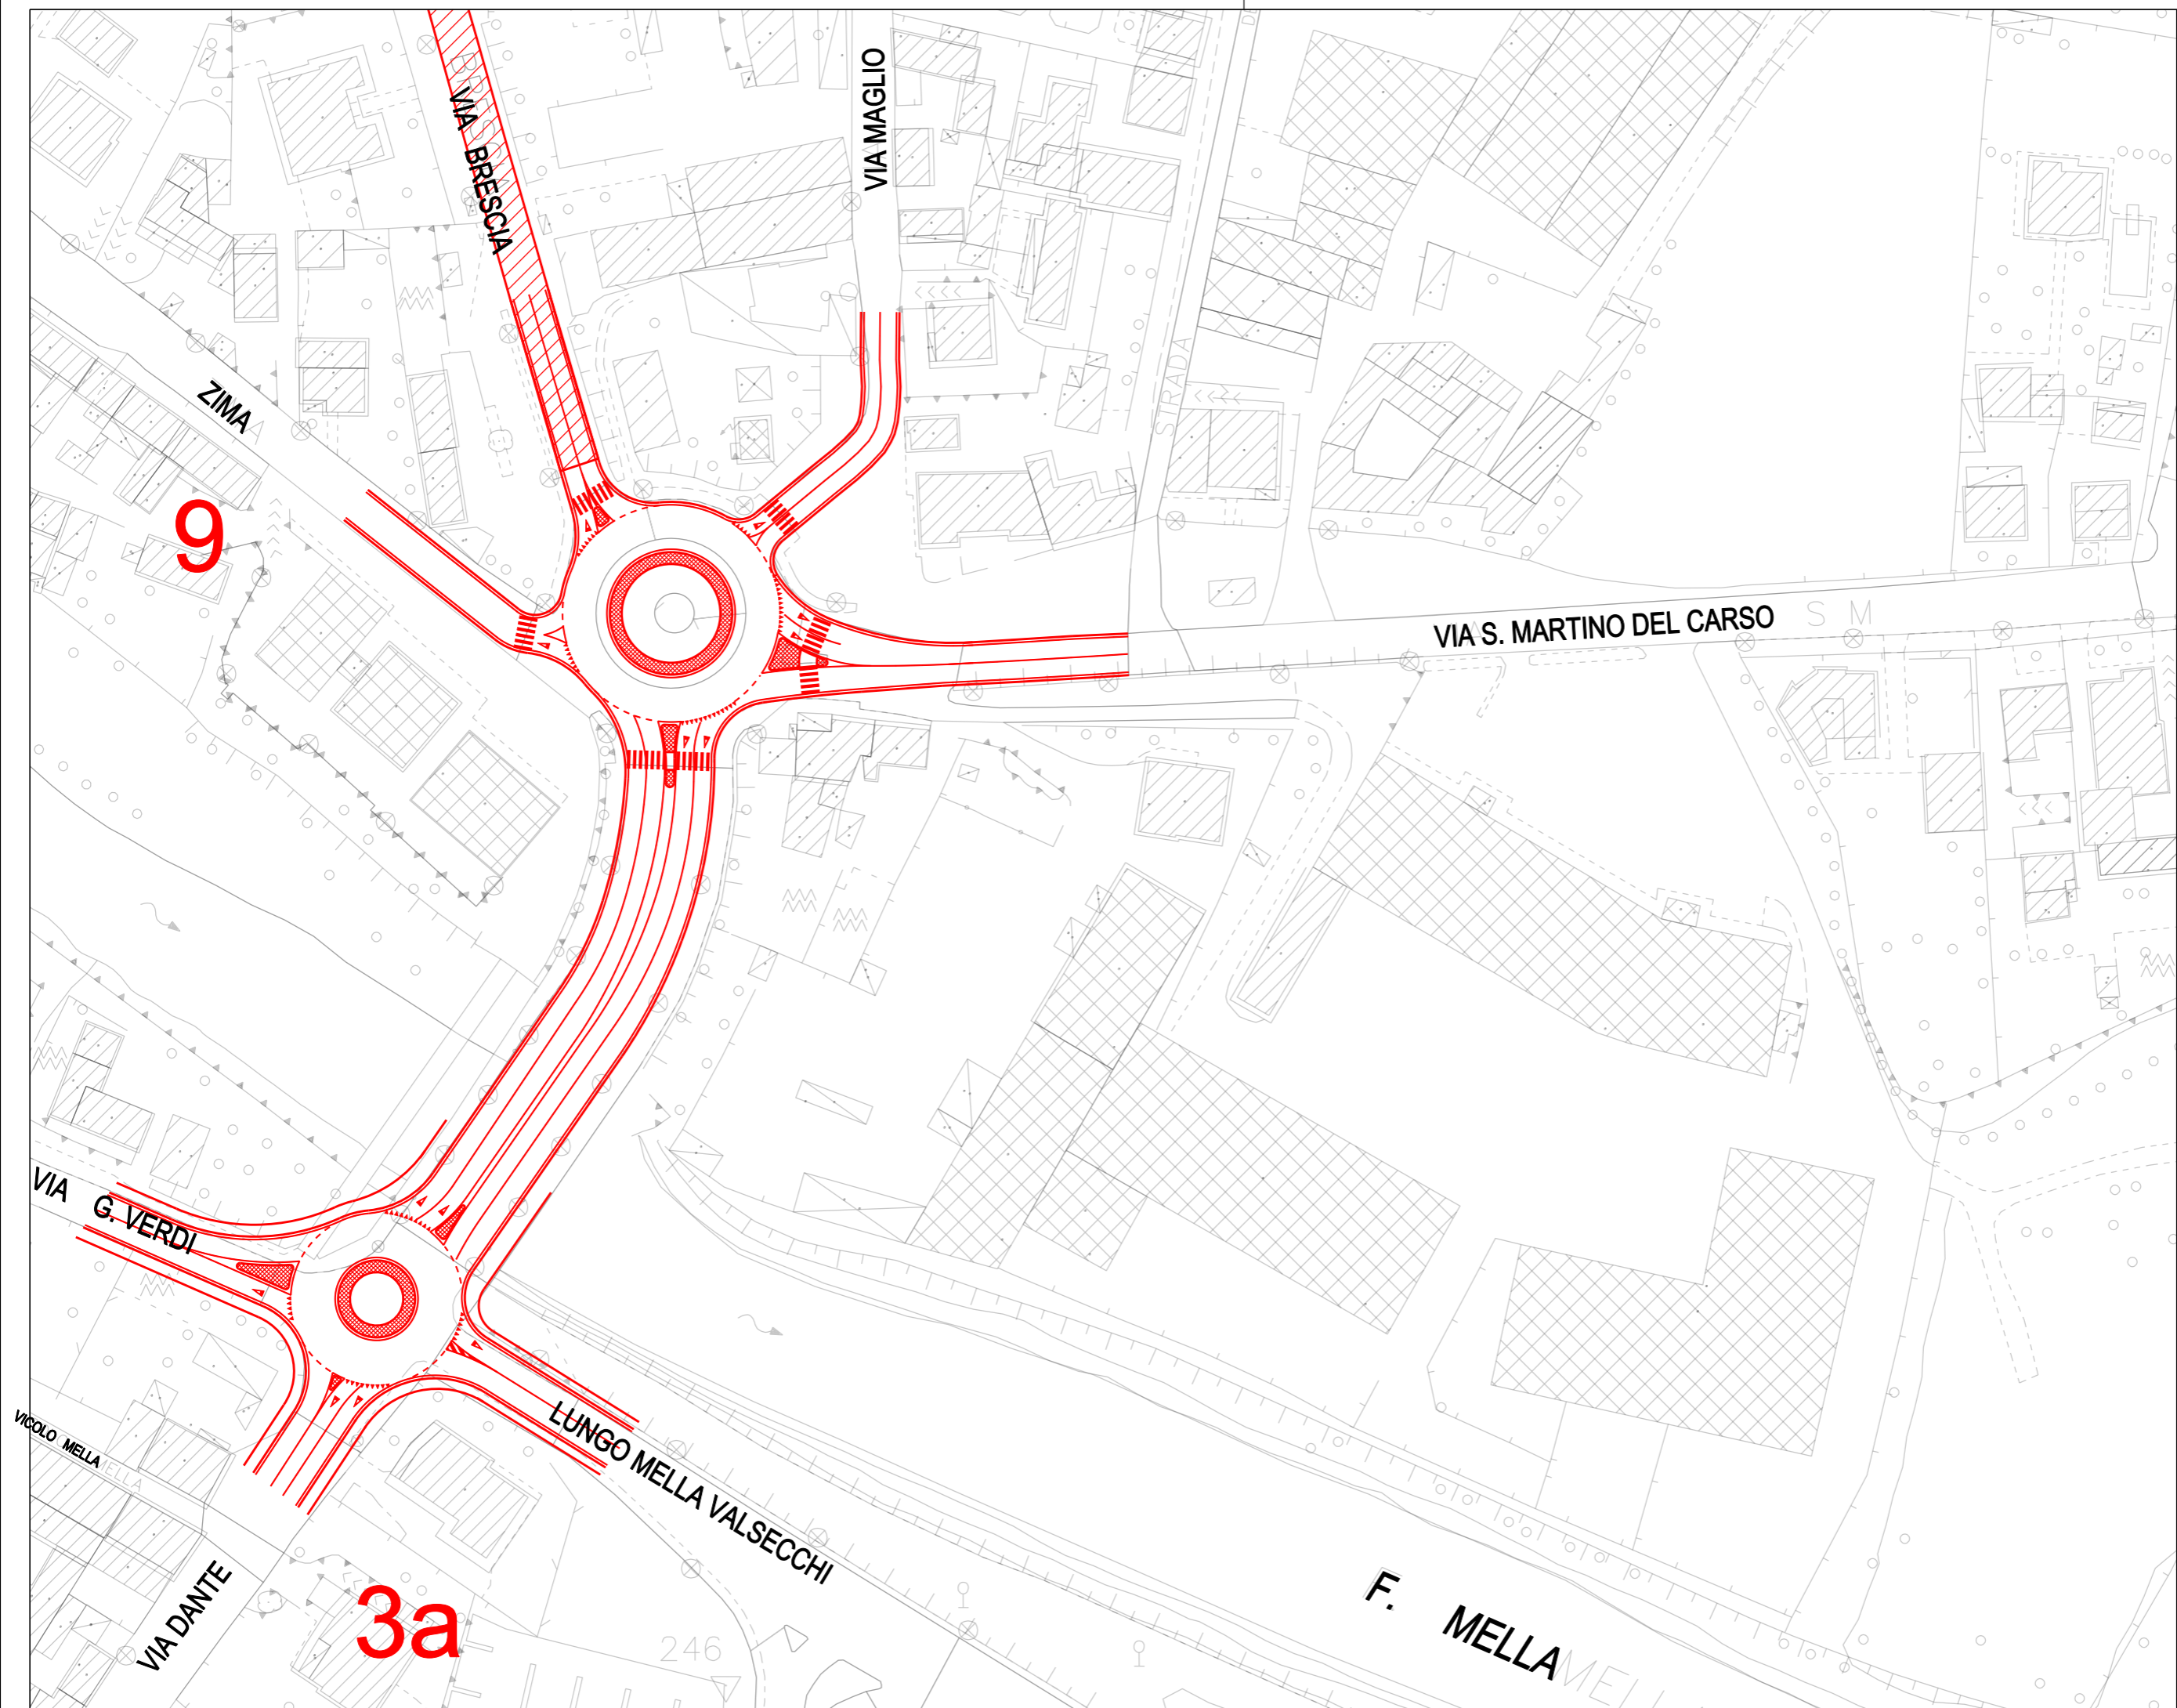 VIA BRESCIA
VIA MAGLIO
STRADA
ZIMA
9
VIA S. MARTINO DEL CARSO
S M
VIA G. VERDI
VICOLO MELLA
LUNGO MELLA VALSECCHI
VIA DANTE
3a
246
F. MELLA